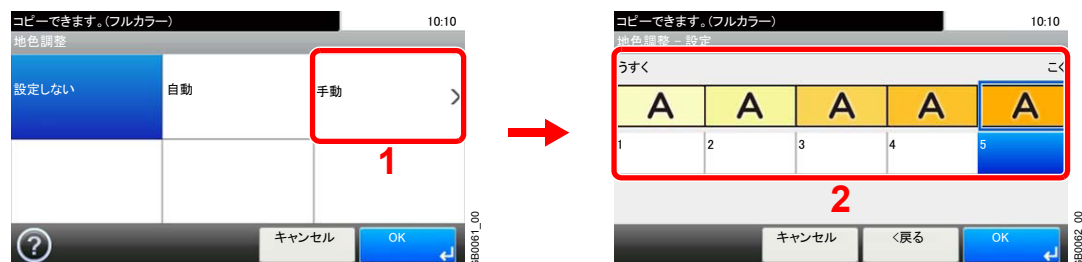 コピーできます。(フルカラー) 10:10
地色調整
設定しない
自動
手動
1
キャンセル
OK
GB0061_00
コピーできます。(フルカラー) 10:10
地色調整 - 設定
うすく こく
A A A A A
1 2 3 4 5
2
キャンセル
<戻る
OK
GB0062_00